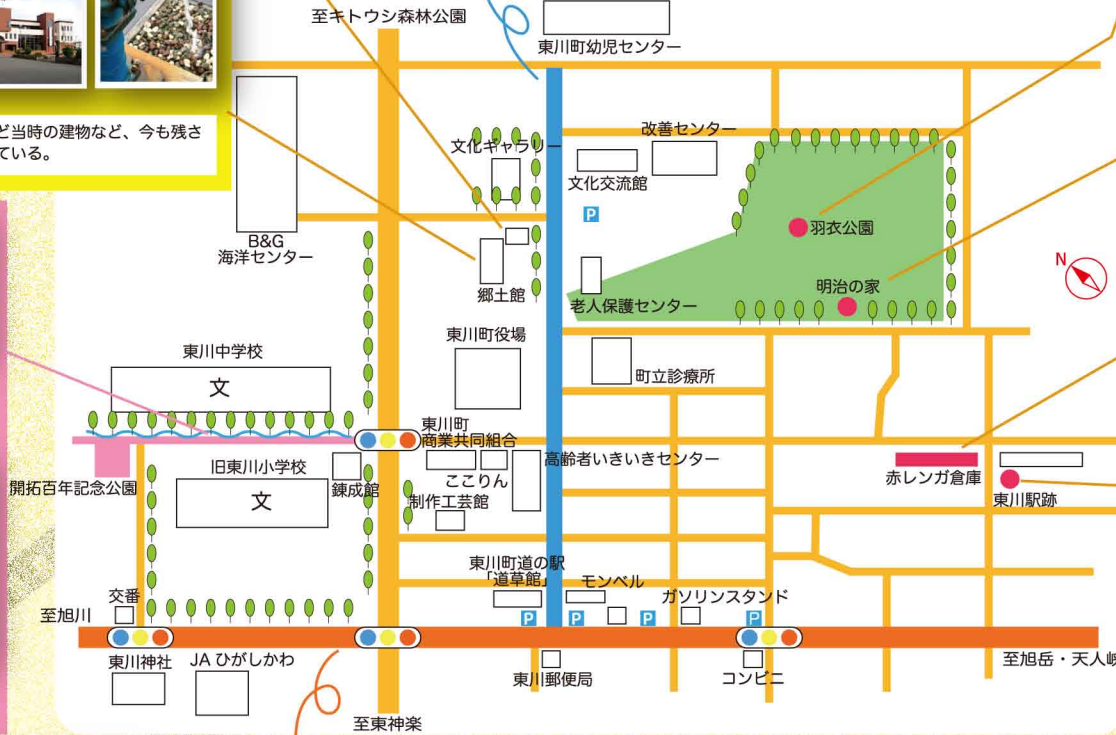 至キトウシ森林公園
東川町幼児センター
ど当時の建物など、今も残さ
ている。
文化ギャラリー
改善センター
文化交流館
P
羽衣公園
N
B&G
海洋センター
郷土館
老人保護センター
明治の家
東川町役場
東川中学校
文
町立診療所
東川町
商業共同組合
高齢者いきいきセンター
ここりん
旧東川小学校
文
錬成館
制作工芸館
開拓百年記念公園
赤レンガ倉庫
東川駅跡
東川町道の駅
「道草館」
モンベル
ガソリンスタンド
交番
至旭川
P
P
P
P
東川神社
JAひがしかわ
東川郵便局
コンビニ
至旭岳・天人峡
至東神楽